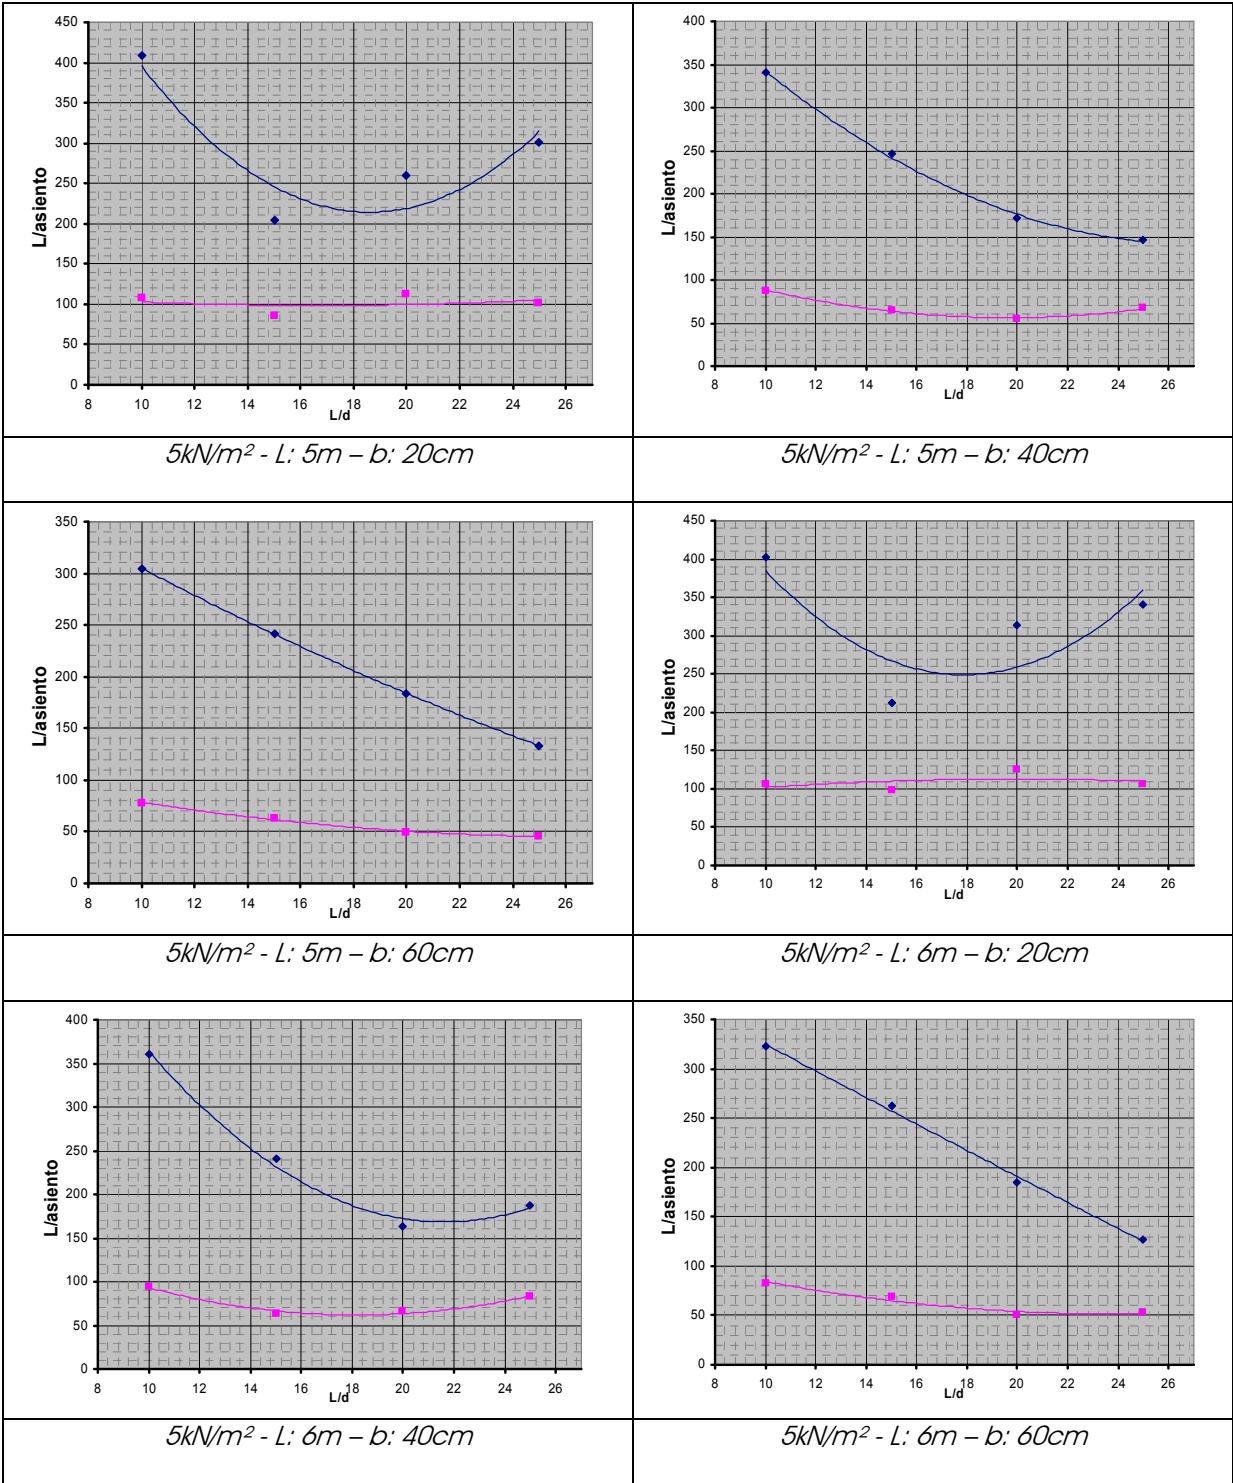 450
400
350
300
250
200
150
100
50
0
L/asiento
8 10 12 14 16 18 20 22 24 26
L/d
5kN/m² - L: 5m – b: 20cm
400
350
300
250
200
150
100
50
0
L/asiento
8 10 12 14 16 18 20 22 24 26
L/d
5kN/m² - L: 5m – b: 40cm
350
300
250
200
150
100
50
0
L/asiento
8 10 12 14 16 18 20 22 24 26
L/d
5kN/m² - L: 5m – b: 60cm
450
400
350
300
250
200
150
100
50
0
L/asiento
8 10 12 14 16 18 20 22 24 26
L/d
5kN/m² - L: 6m – b: 20cm
400
350
300
250
200
150
100
50
0
L/asiento
8 10 12 14 16 18 20 22 24 26
L/d
5kN/m² - L: 6m – b: 40cm
350
300
250
200
150
100
50
0
L/asiento
8 10 12 14 16 18 20 22 24 26
L/d
5kN/m² - L: 6m – b: 60cm